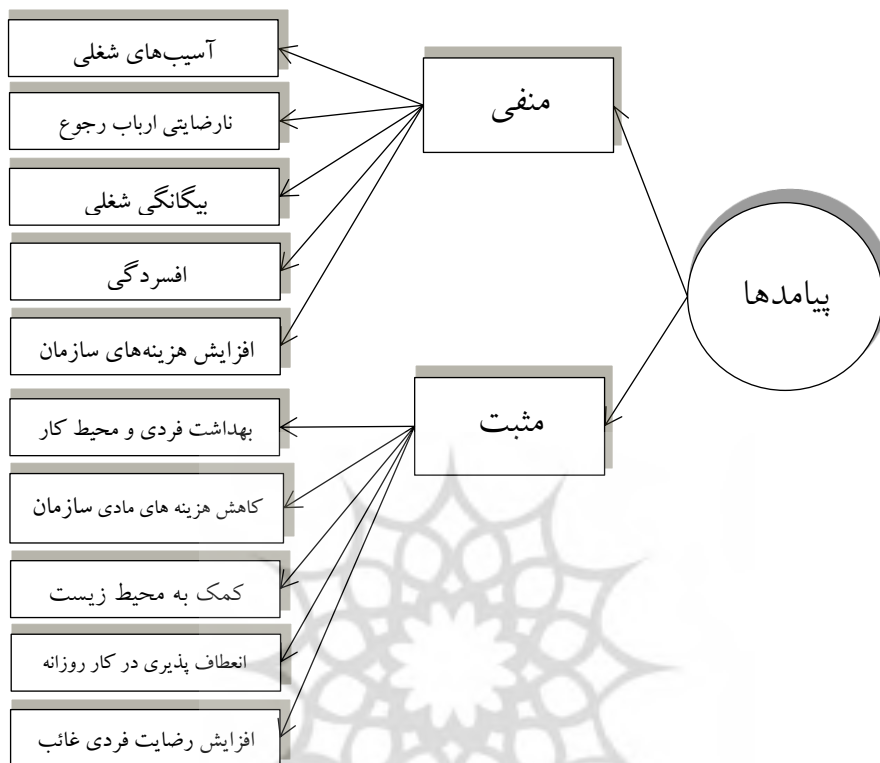 پیامدها
منفی
آسیب‌های شغلی
نارضایتی ارباب رجوع
بیگانگی شغلی
افسردگی
افزایش هزینه‌های سازمان
مثبت
بهداشت فردی و محیط کار
کاهش هزینه های مادی سازمان
کمک به محیط زیست
انعطاف پذیری در کار روزانه
افزایش رضایت فردی غائب